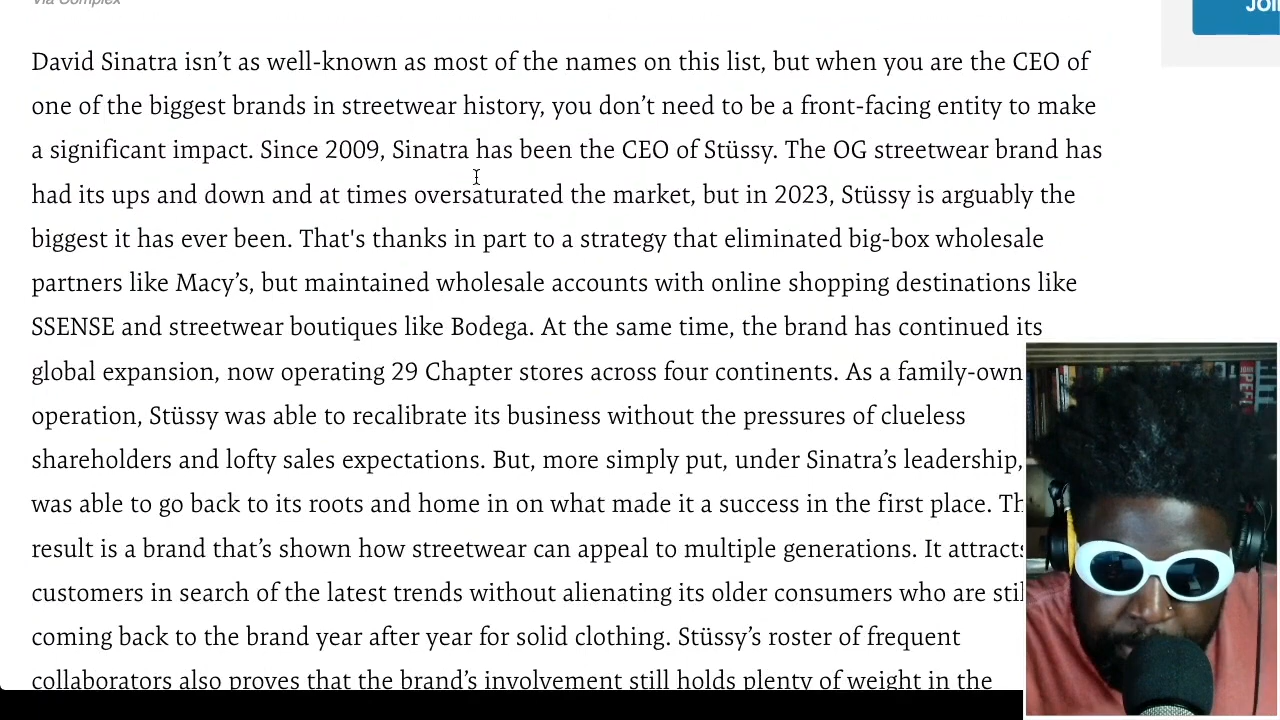 Via Complex
JOI
David Sinatra isn’t as well-known as most of the names on this list, but when you are the CEO of
one of the biggest brands in streetwear history, you don’t need to be a front-facing entity to make
a significant impact. Since 2009, Sinatra has been the CEO of Stüssy. The OG streetwear brand has
had its ups and down and at times oversaturated the market, but in 2023, Stüssy is arguably the
biggest it has ever been. That's thanks in part to a strategy that eliminated big-box wholesale
partners like Macy’s, but maintained wholesale accounts with online shopping destinations like
SSENSE and streetwear boutiques like Bodega. At the same time, the brand has continued its
global expansion, now operating 29 Chapter stores across four continents. As a family-own
operation, Stüssy was able to recalibrate its business without the pressures of clueless
shareholders and lofty sales expectations. But, more simply put, under Sinatra’s leadership,
was able to go back to its roots and home in on what made it a success in the first place. Th
result is a brand that’s shown how streetwear can appeal to multiple generations. It attracts
customers in search of the latest trends without alienating its older consumers who are stil
coming back to the brand year after year for solid clothing. Stüssy’s roster of frequent
collaborators also proves that the brand’s involvement still holds plenty of weight in the